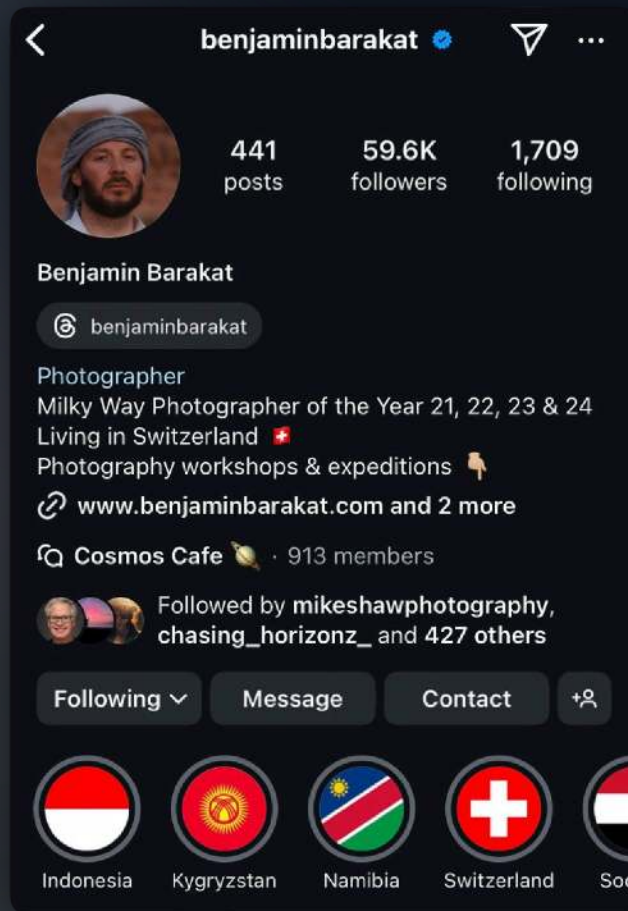 benjaminbarakat
441
posts
59.6K
followers
1,709
following
Benjamin Barakat
benjaminbarakat
Photographer
Milky Way Photographer of the Year 21, 22, 23 & 24
Living in Switzerland 🇨🇭
Photography workshops & expeditions 👇🏼
www.benjaminbarakat.com and 2 more
Cosmos Cafe 🪐 · 913 members
Followed by mikeshawphotography,
chasing_horizonz_ and 427 others
Following
Message
Contact
Indonesia
Kygryzstan
Namibia
Switzerland